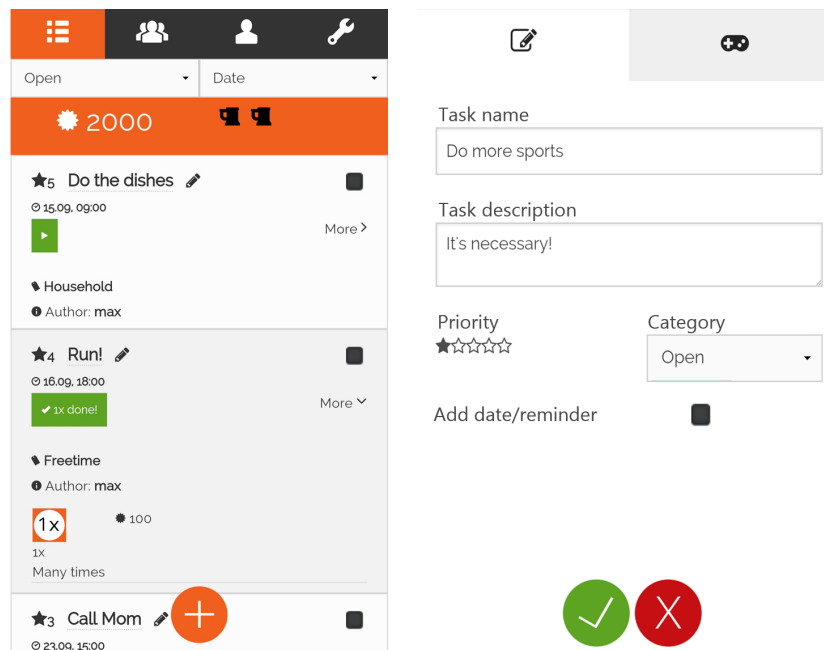 Open
Date
2000
5 Do the dishes
15.09, 09:00
More
Household
Author: max
4 Run!
16.09, 18:00
1x done!
More
Freetime
Author: max
1x
100
1x
Many times
3 Call Mom
23.09, 15:00
Task name
Do more sports
Task description
It's necessary!
Priority
Category
Open
Add date/reminder